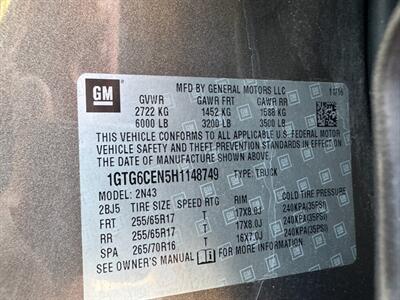 GM
MFD BY GENERAL MOTORS LLC
GVWR GAWR FRT GAWR RR
2722 KG 1452 KG 1588 KG
6000 LB 3200 LB 3500 LB
THIS VEHICLE CONFORMS TO ALL APPLICABLE U.S. FEDERAL MOTOR
VEHICLE SAFETY AND THEFT PREVENTION STANDARDS IN EFFECT ON
THE DATE OF MANUFACTURE SHOWN ABOVE.
1GTG6CEN5H1148749 TYPE: TRUCK
MODEL: 2N43
2BJ5 TIRE SIZE SPEED RTG RIM COLD TIRE PRESSURE
FRT 255/65R17 T 17X8.0J 240KPA(35PSI)
RR 255/65R17 T 17X8.0J 240KPA(35PSI)
SPA 265/70R16 T 16X7.0J 240KPA(35PSI)
SEE OWNER'S MANUAL FOR MORE INFORMATION